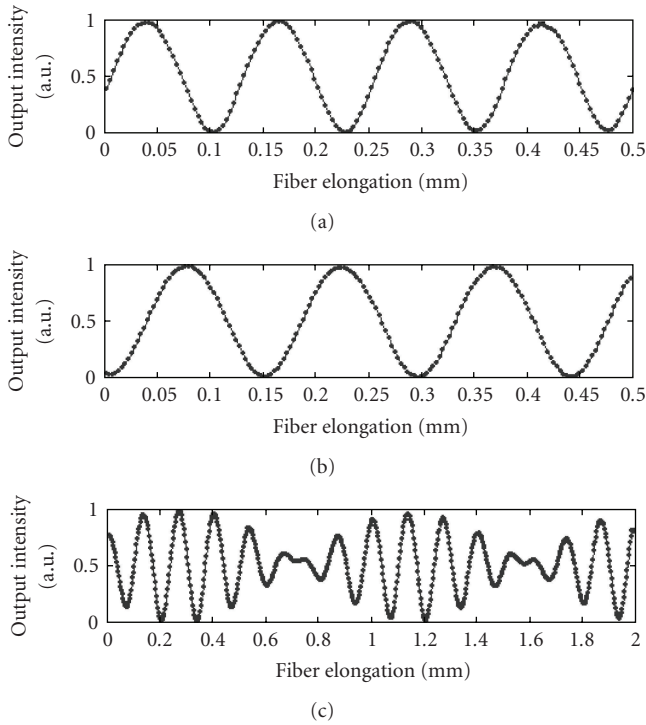 Output intensity
(a.u.)
1
0.5
0
0 0.05 0.1 0.15 0.2 0.25 0.3 0.35 0.4 0.45 0.5
Fiber elongation (mm)
(a)
Output intensity
(a.u.)
1
0.5
0
0 0.05 0.1 0.15 0.2 0.25 0.3 0.35 0.4 0.45 0.5
Fiber elongation (mm)
(b)
Output intensity
(a.u.)
1
0.5
0
0 0.2 0.4 0.6 0.8 1 1.2 1.4 1.6 1.8 2
Fiber elongation (mm)
(c)